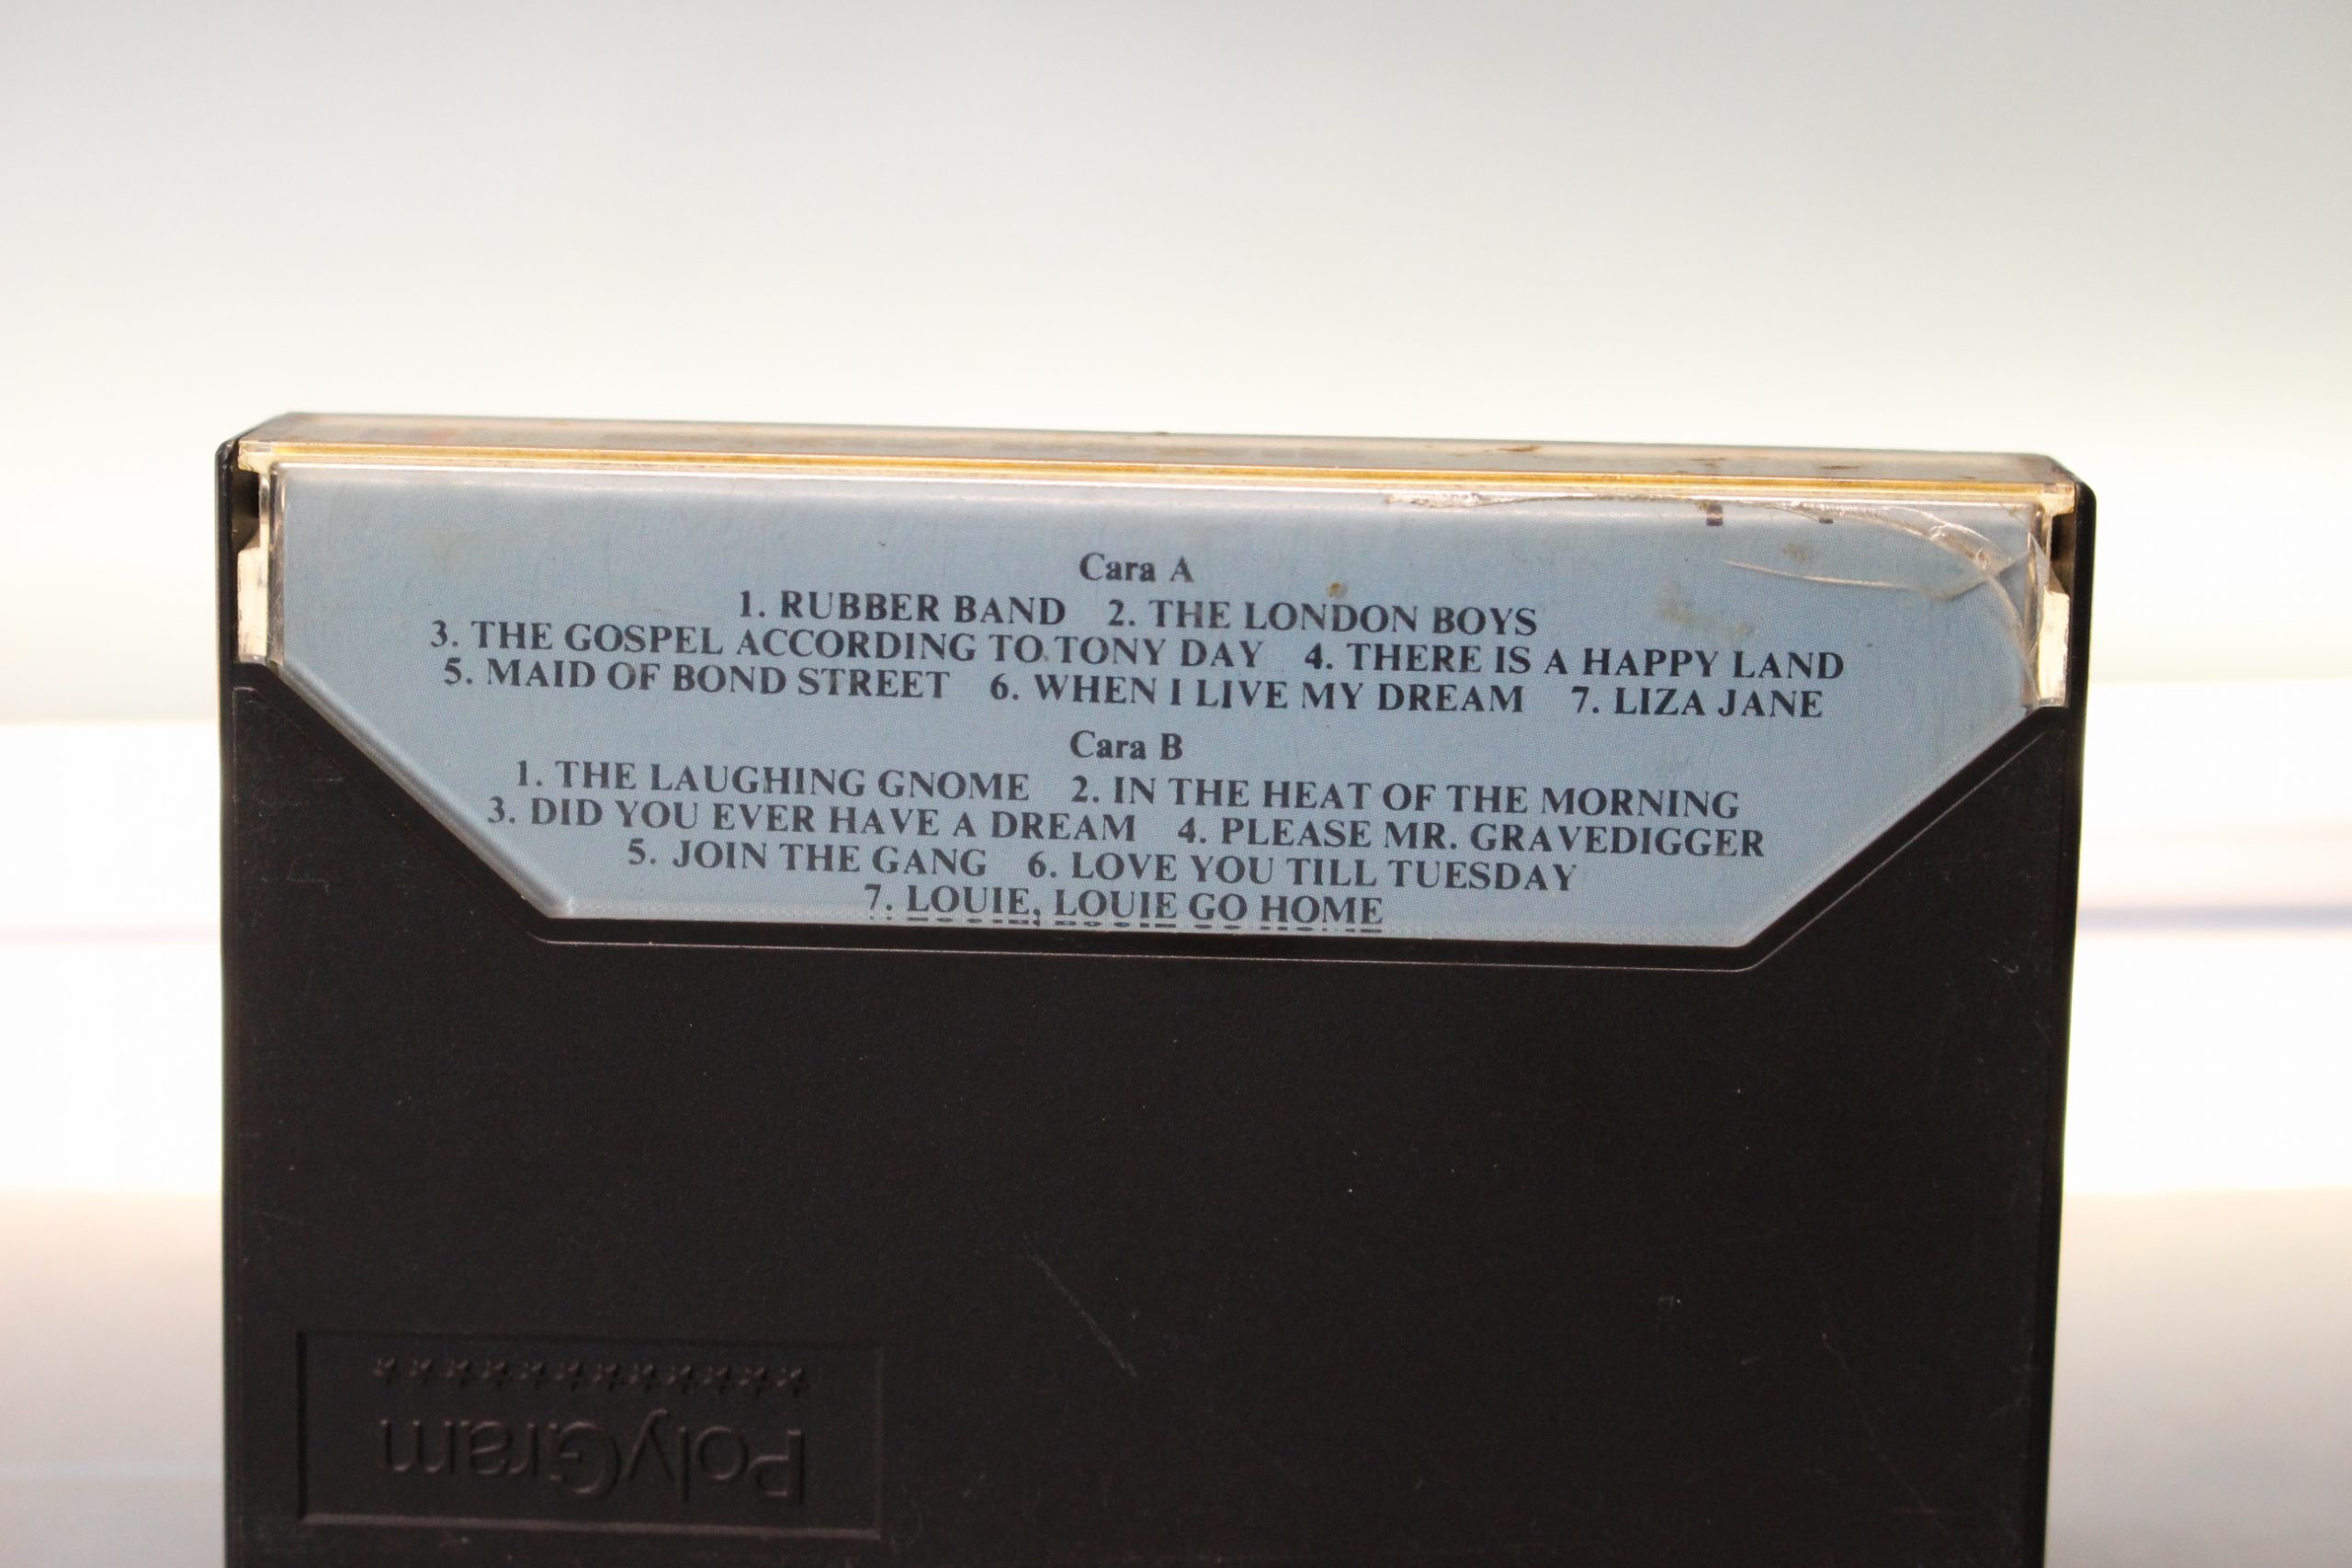 Cara A
1. RUBBER BAND 2. THE LONDON BOYS
3. THE GOSPEL ACCORDING TO TONY DAY 4. THERE IS A HAPPY LAND
5. MAID OF BOND STREET 6. WHEN I LIVE MY DREAM 7. LIZA JANE
Cara B
1. THE LAUGHING GNOME 2. IN THE HEAT OF THE MORNING
3. DID YOU EVER HAVE A DREAM 4. PLEASE MR. GRAVEDIGGER
5. JOIN THE GANG 6. LOVE YOU TILL TUESDAY
7. LOUIE, LOUIE GO HOME
PolyGram